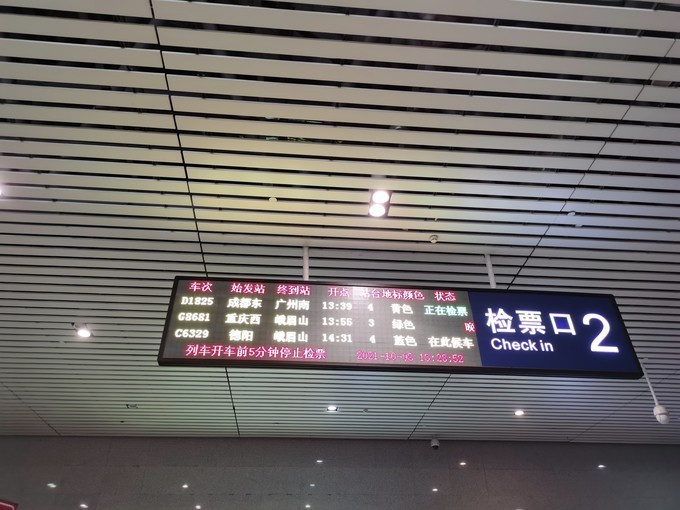 车次 始发站 终到站 开点 站台地标颜色 状态
D1825 成都东 广州南 13:39 4 黄色 正在检票
G8681 重庆西 峨眉山 13:55 3 绿色 晚
C6329 德阳 峨眉山 14:31 4 蓝色 在此候车
列车开车前5分钟停止检票
检票口 2
Check in